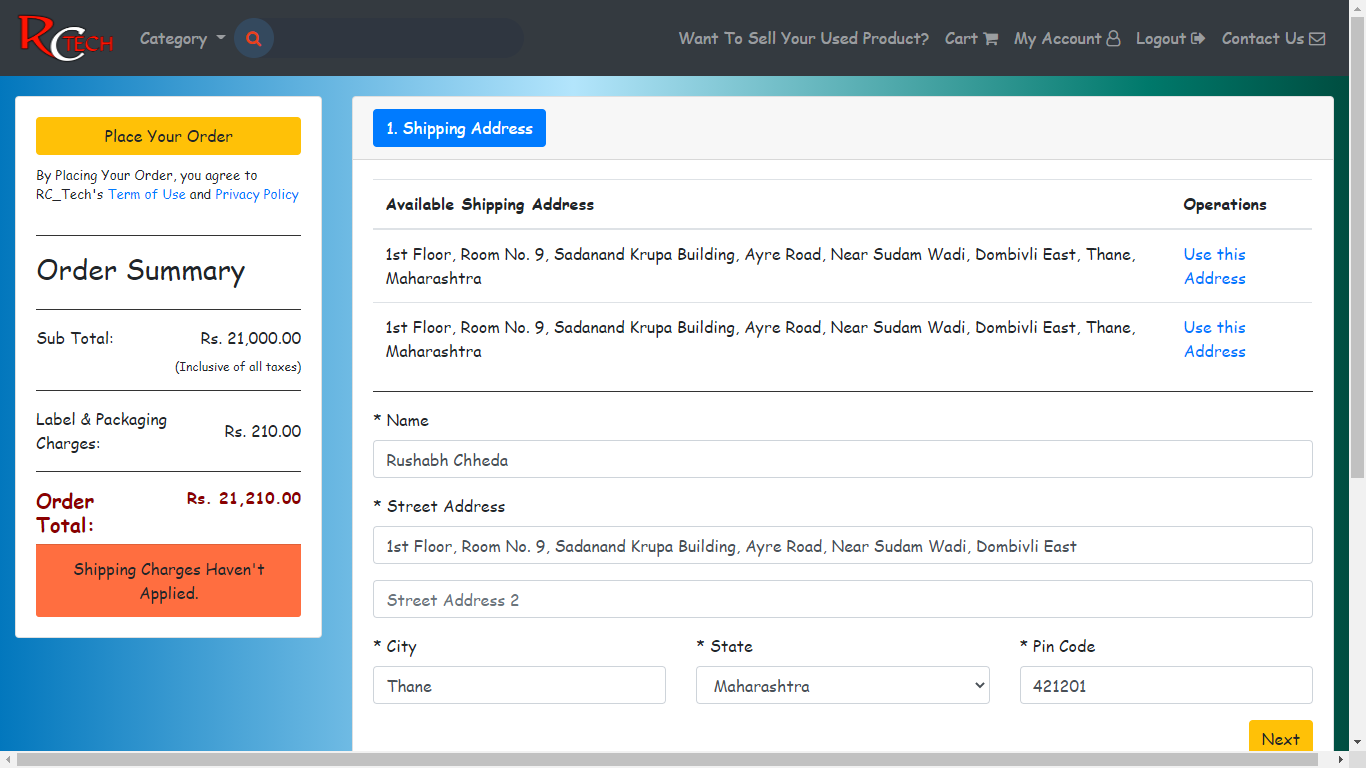 RC TECH
Category
Want To Sell Your Used Product?
Cart
My Account
Logout
Contact Us
Place Your Order
By Placing Your Order, you agree to
RC_Tech's Term of Use and Privacy Policy
Order Summary
Sub Total: Rs. 21,000.00
(Inclusive of all taxes)
Label & Packaging
Charges:
Rs. 210.00
Order
Total:
Rs. 21,210.00
Shipping Charges Haven't
Applied.
1. Shipping Address
Available Shipping Address
Operations
1st Floor, Room No. 9, Sadanand Krupa Building, Ayre Road, Near Sudam Wadi, Dombivli East, Thane,
Maharashtra
Use this
Address
1st Floor, Room No. 9, Sadanand Krupa Building, Ayre Road, Near Sudam Wadi, Dombivli East, Thane,
Maharashtra
Use this
Address
* Name
Rushabh Chheda
* Street Address
1st Floor, Room No. 9, Sadanand Krupa Building, Ayre Road, Near Sudam Wadi, Dombivli East
Street Address 2
* City
* State
* Pin Code
Thane
Maharashtra
421201
Next